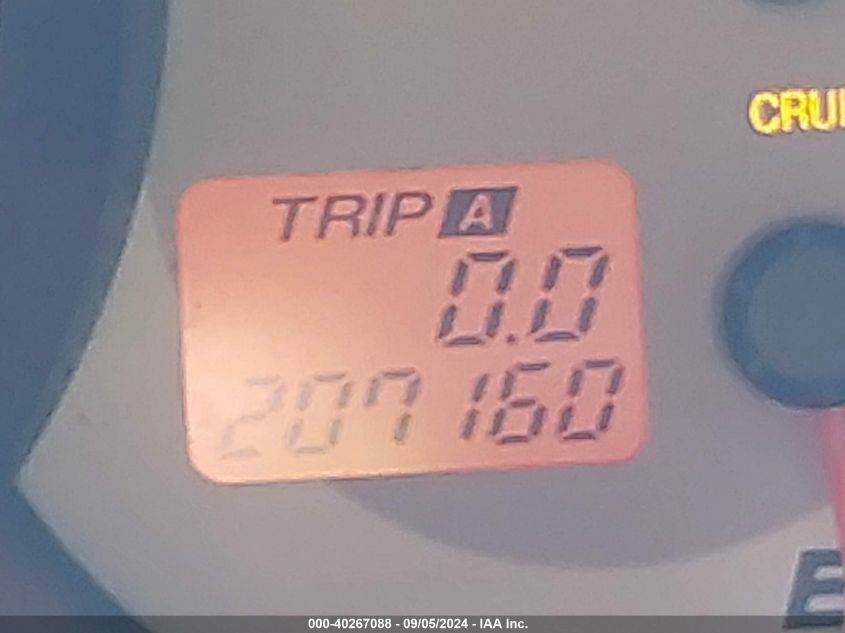 CRUI
TRIP A
0.0
207160
E
000-40267088 - 09/05/2024 - IAA Inc.